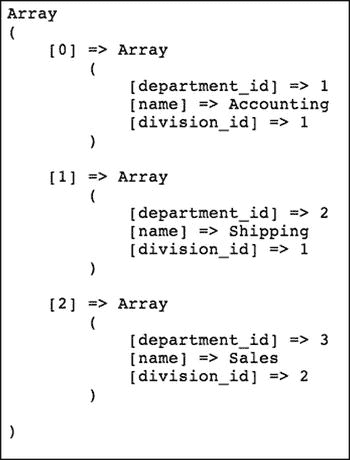 Array
(
    [0] => Array
        (
            [department_id] => 1
            [name] => Accounting
            [division_id] => 1
        )

    [1] => Array
        (
            [department_id] => 2
            [name] => Shipping
            [division_id] => 1
        )

    [2] => Array
        (
            [department_id] => 3
            [name] => Sales
            [division_id] => 2
        )

)